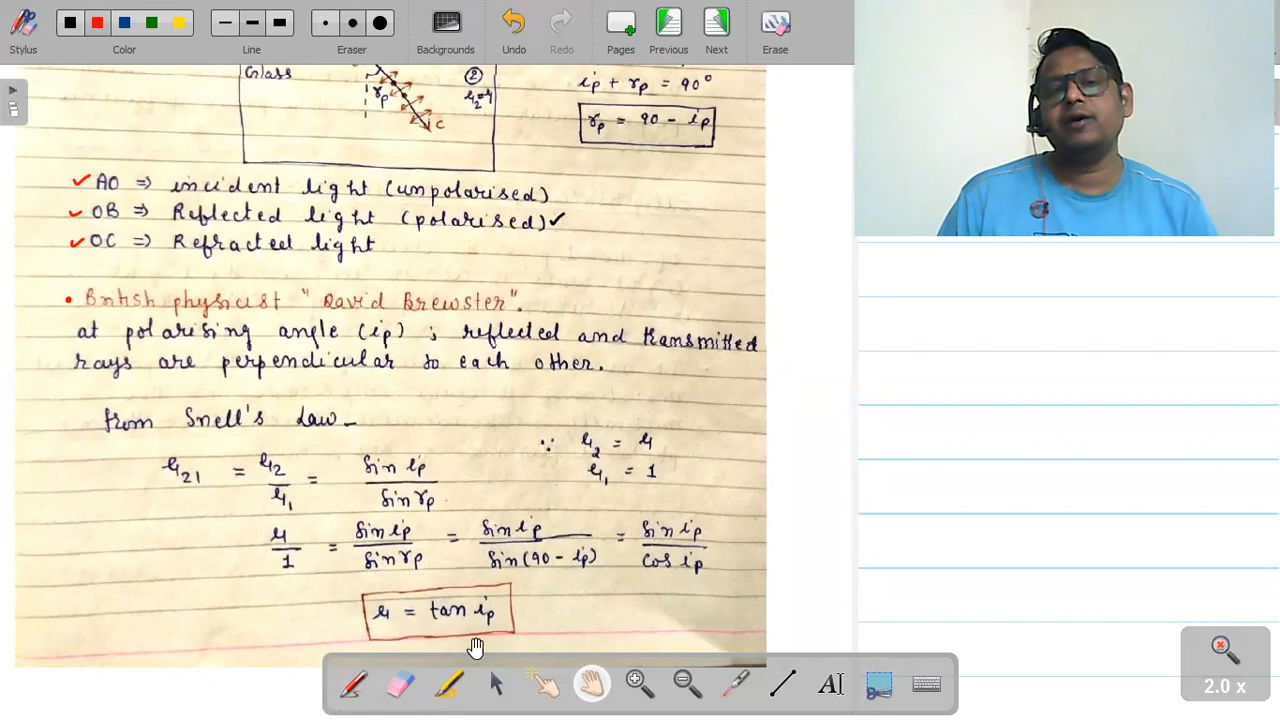 Stylus
Color
Line
Eraser
Backgrounds
Undo
Redo
Pages
Previous
Next
Erase
Glass
rp
②
μ2=μ
C
ip + rp = 90°
rp = 90 - ip
AO ⇒ incident light (unpolarised)
OB ⇒ Reflected light (polarised)
OC ⇒ Refracted light
• British physicist "David Brewster".
at polarising angle (ip) ; reflected and transmitted
rays are perpendicular to each other.
from Snell's Law -
∵ μ2 = μ
μ1 = 1
μ21 = μ2/μ1 = sin ip / sin rp
μ/1 = sin ip / sin rp = sin ip / sin(90 - ip) = sin ip / cos ip
μ = tan ip
2.0 x